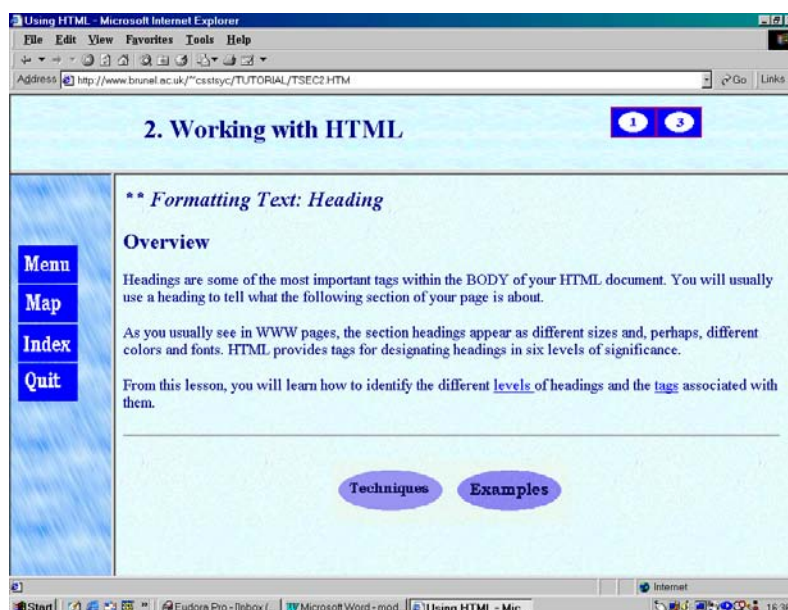 Using HTML - Microsoft Internet Explorer
File Edit View Favorites Tools Help
Address http://www.brunel.ac.uk/~csstsyc/TUTORIAL/TSEC2.HTM Go Links
2. Working with HTML
1 3
** Formatting Text: Heading
Overview
Menu
Map
Index
Quit
Headings are some of the most important tags within the BODY of your HTML document. You will usually
use a heading to tell what the following section of your page is about.
As you usually see in WWW pages, the section headings appear as different sizes and, perhaps, different
colors and fonts. HTML provides tags for designating headings in six levels of significance.
From this lesson, you will learn how to identify the different levels of headings and the tags associated with
them.
Techniques Examples
Internet
Start Eudora Pro - [Inbox ( Microsoft Word - mod Using HTML - Mic